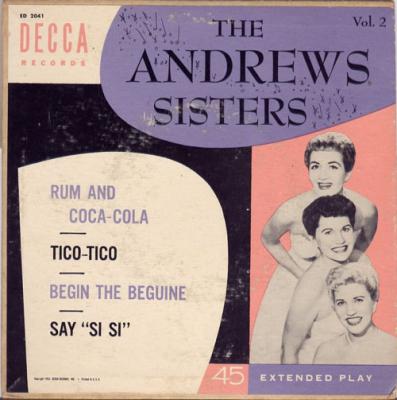 ED 2041
DECCA
RECORDS
Vol. 2
THE
ANDREWS
SISTERS
RUM AND
COCA-COLA
TICO-TICO
BEGIN THE BEGUINE
SAY "SI SI"
45 EXTENDED PLAY